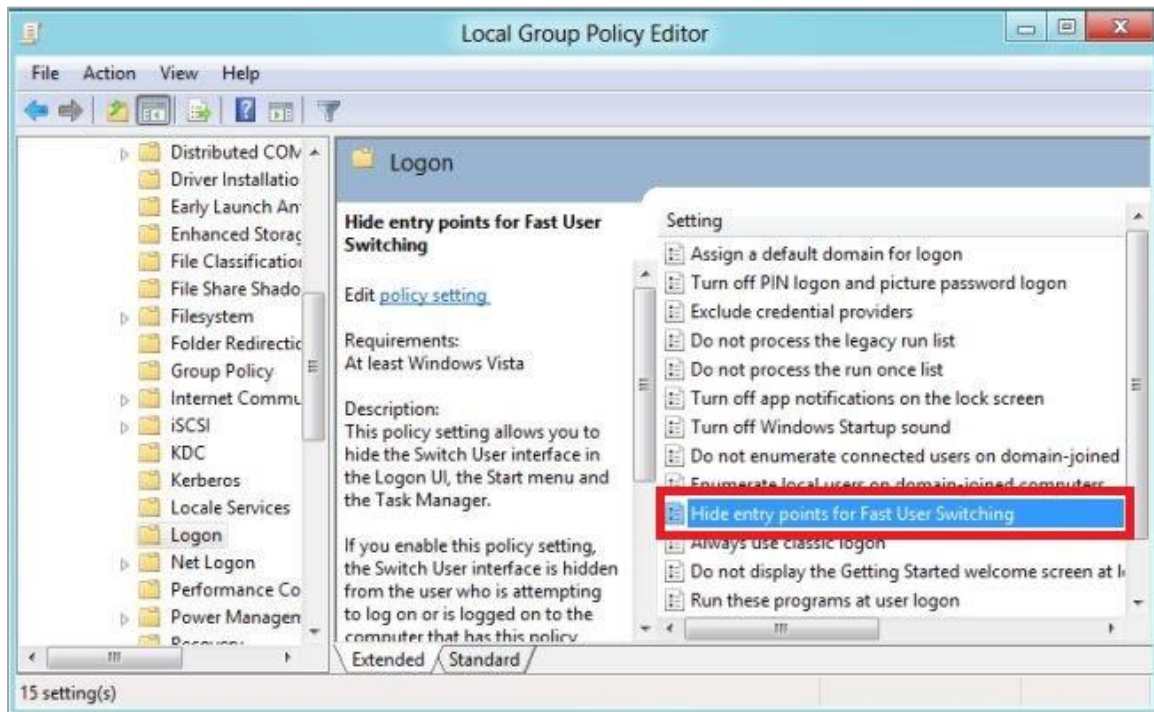 Local Group Policy Editor
File Action View Help
Distributed COM
Driver Installatio
Early Launch An
Enhanced Storag
File Classification
File Share Shado
Filesystem
Folder Redirectic
Group Policy
Internet Commu
iSCSI
KDC
Kerberos
Locale Services
Logon
Net Logon
Performance Co
Power Managem
Recovery
Logon
Hide entry points for Fast User
Switching
Edit policy setting
Requirements:
At least Windows Vista
Description:
This policy setting allows you to
hide the Switch User interface in
the Logon UI, the Start menu and
the Task Manager.
If you enable this policy setting,
the Switch User interface is hidden
from the user who is attempting
to log on or is logged on to the
computer that has this policy
Setting
Assign a default domain for logon
Turn off PIN logon and picture password logon
Exclude credential providers
Do not process the legacy run list
Do not process the run once list
Turn off app notifications on the lock screen
Turn off Windows Startup sound
Do not enumerate connected users on domain-joined
Enumerate local users on domain-joined computers
Hide entry points for Fast User Switching
Always use classic logon
Do not display the Getting Started welcome screen at l
Run these programs at user logon
Extended Standard
15 setting(s)